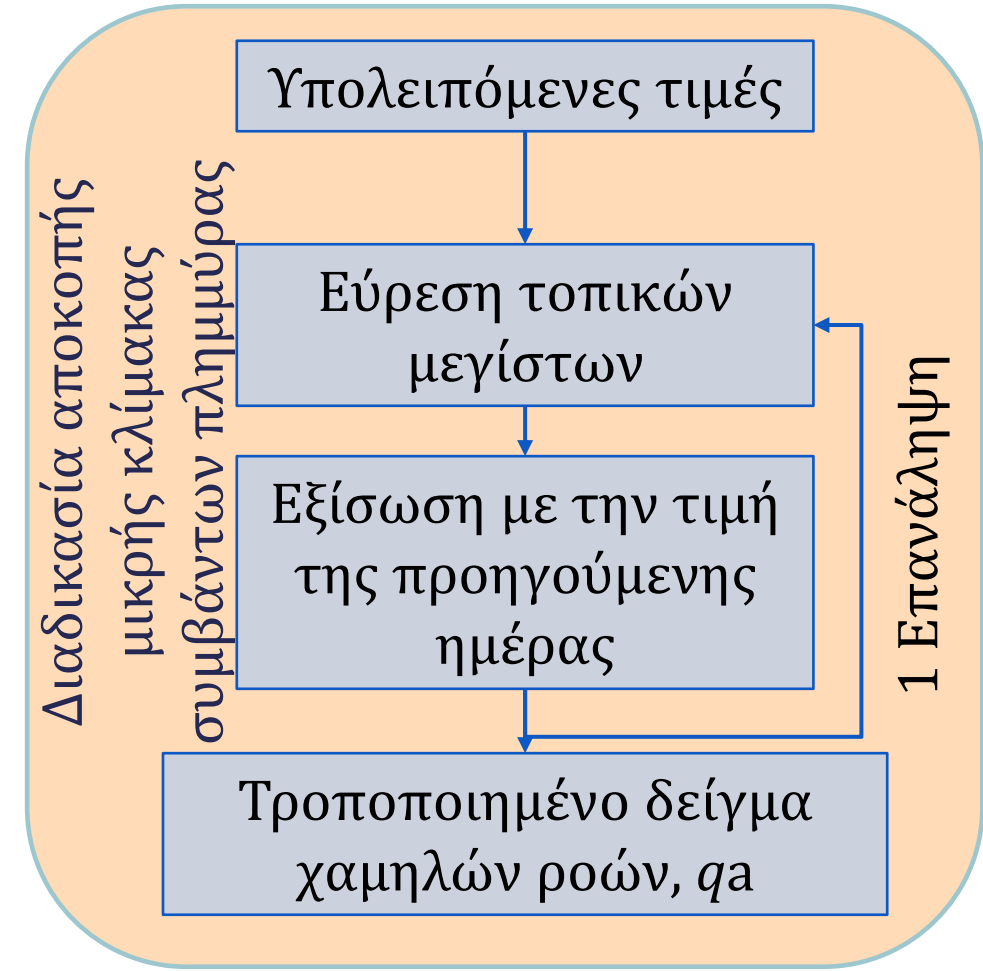 Υπολειπόμενες τιμές
Διαδικασία αποκοπής
μικρής κλίμακας
συμβάντων πλημμύρας
Εύρεση τοπικών
μεγίστων
Εξίσωση με την τιμή
της προηγούμενης
ημέρας
1 Επανάληψη
Τροποποιημένο δείγμα
χαμηλών ροών, qa